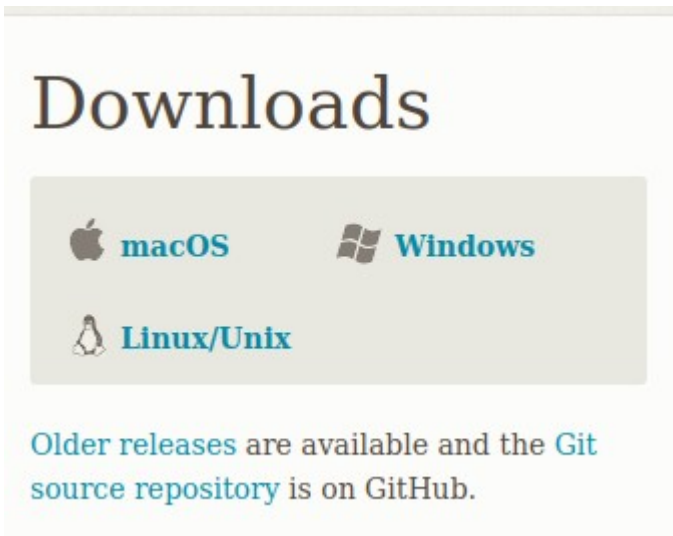 Downloads
macOS
Windows
Linux/Unix
Older releases are available and the Git
source repository is on GitHub.